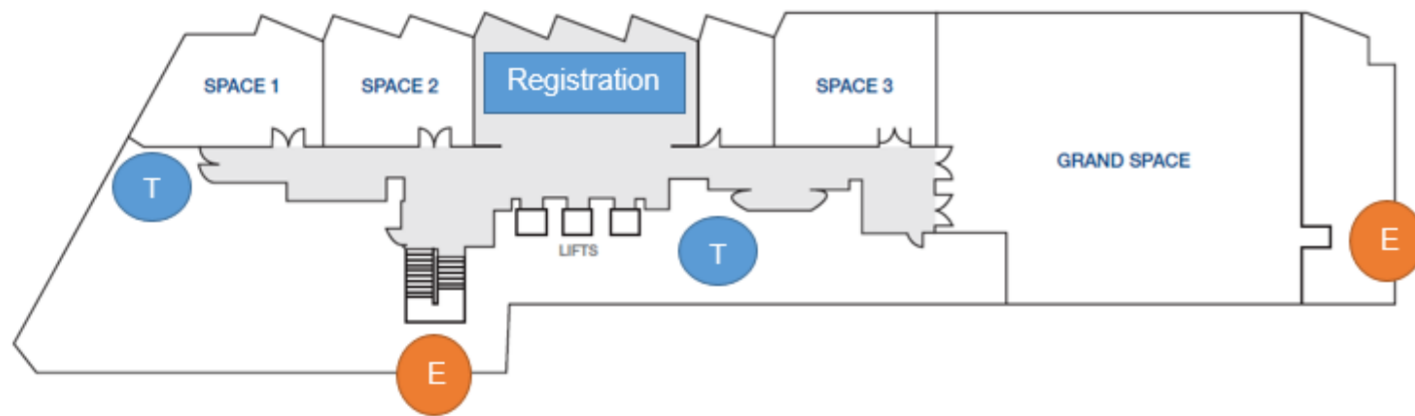 SPACE 1
SPACE 2
Registration
SPACE 3
GRAND SPACE
T
LIFTS
T
E
E